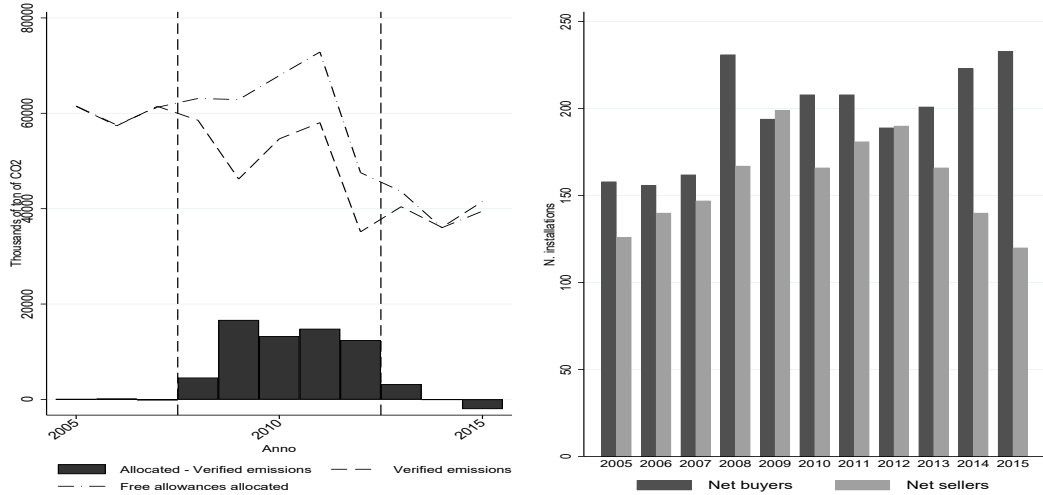 Thousands of ton of CO2
80000
60000
40000
20000
0
2005
2010
2015
Anno
Allocated - Verified emissions
Verified emissions
Free allowances allocated
N. installations
250
200
150
100
50
0
2005 2006 2007 2008 2009 2010 2011 2012 2013 2014 2015
Net buyers
Net sellers